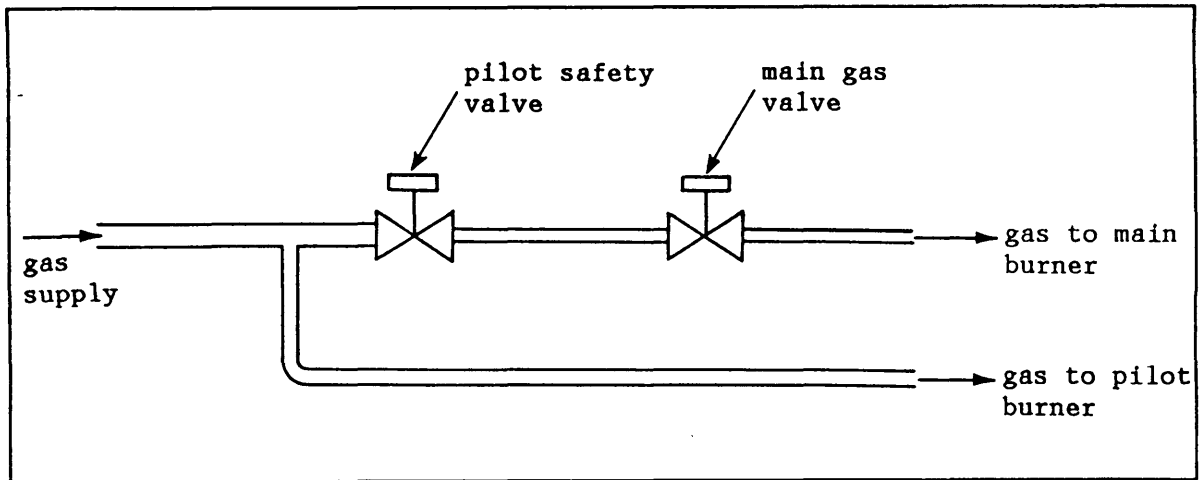 pilot safety
valve
main gas
valve
gas
supply
gas to main
burner
gas to pilot
burner